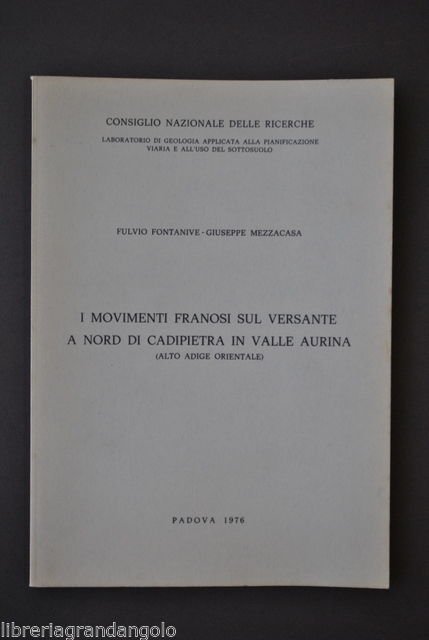 CONSIGLIO NAZIONALE DELLE RICERCHE
LABORATORIO DI GEOLOGIA APPLICATA ALLA PIANIFICAZIONE
VIARIA E ALL'USO DEL SOTTOSUOLO
FULVIO FONTANIVE - GIUSEPPE MEZZACASA
I MOVIMENTI FRANOSI SUL VERSANTE
A NORD DI CADIPIETRA IN VALLE AURINA
(ALTO ADIGE ORIENTALE)
PADOVA 1976
libreriagrandangolo